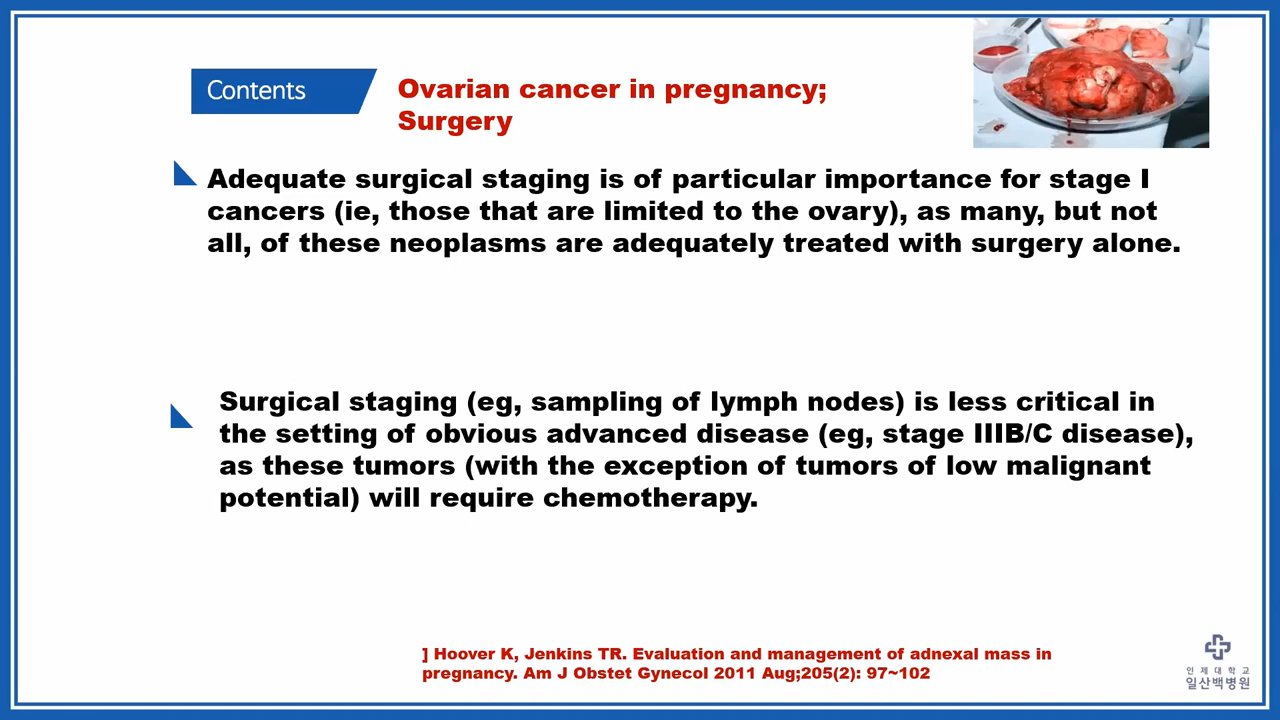 Contents
Ovarian cancer in pregnancy;
Surgery
Adequate surgical staging is of particular importance for stage I
cancers (ie, those that are limited to the ovary), as many, but not
all, of these neoplasms are adequately treated with surgery alone.
Surgical staging (eg, sampling of lymph nodes) is less critical in
the setting of obvious advanced disease (eg, stage IIIB/C disease),
as these tumors (with the exception of tumors of low malignant
potential) will require chemotherapy.
] Hoover K, Jenkins TR. Evaluation and management of adnexal mass in
pregnancy. Am J Obstet Gynecol 2011 Aug;205(2): 97~102
인제대학교
일산백병원